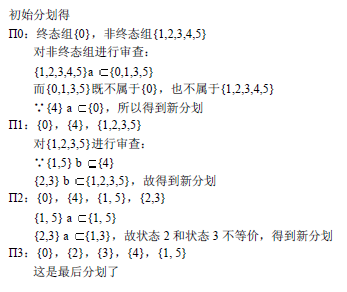 初始分划得
Π0：终态组{0}，非终态组{1,2,3,4,5}
对非终态组进行审查：
{1,2,3,4,5}a ⊂{0,1,3,5}
而{0,1,3,5}既不属于{0}，也不属于{1,2,3,4,5}
∵{4} a ⊂{0}，所以得到新分划
Π1：{0}，{4}，{1,2,3,5}
对{1,2,3,5}进行审查：
∵{1,5} b ⊆{4}
{2,3} b ⊂{1,2,3,5}，故得到新分划
Π2：{0}，{4}，{1, 5}，{2,3}
{1, 5} a ⊂{1, 5}
{2,3} a ⊂{1,3}，故状态 2 和状态 3 不等价，得到新分划
Π3：{0}，{2}，{3}，{4}，{1, 5}
这是最后分划了